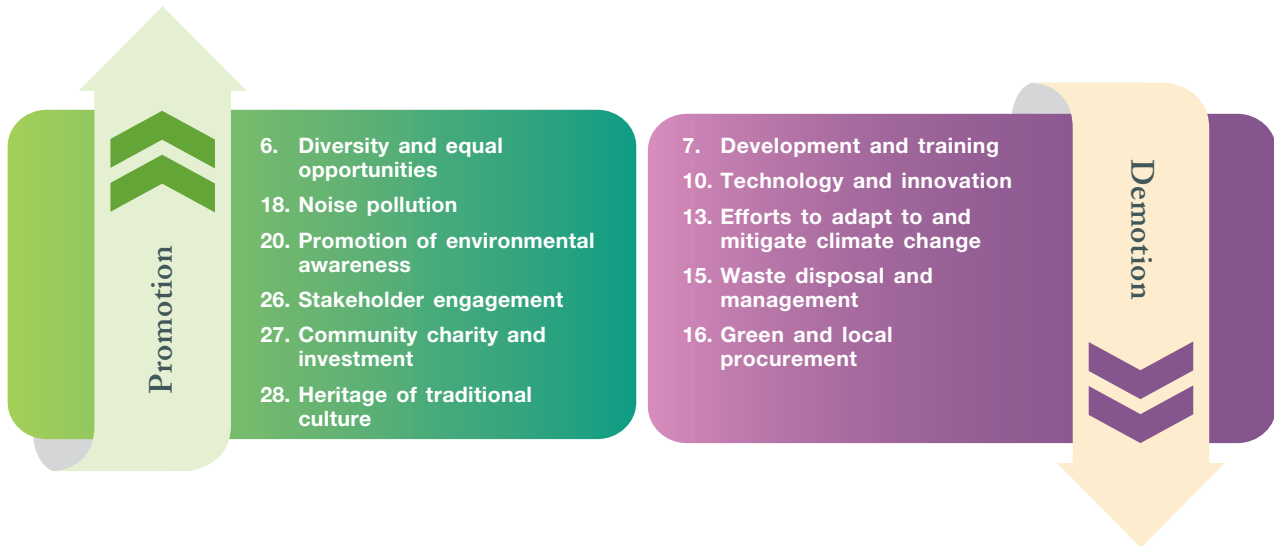 Promotion
6. Diversity and equal
opportunities
18. Noise pollution
20. Promotion of environmental
awareness
26. Stakeholder engagement
27. Community charity and
investment
28. Heritage of traditional
culture
7. Development and training
10. Technology and innovation
13. Efforts to adapt to and
mitigate climate change
15. Waste disposal and
management
16. Green and local
procurement
Demotion